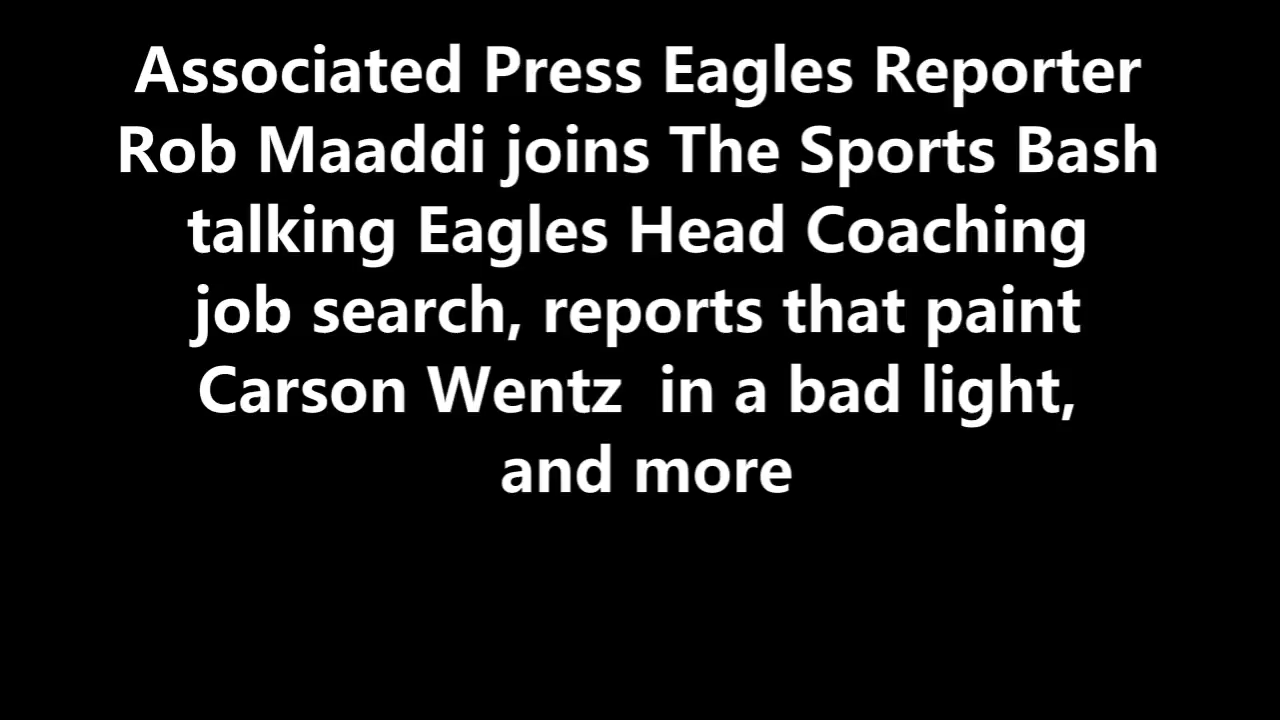 Associated Press Eagles Reporter
Rob Maaddi joins The Sports Bash
talking Eagles Head Coaching
job search, reports that paint
Carson Wentz  in a bad light,
and more